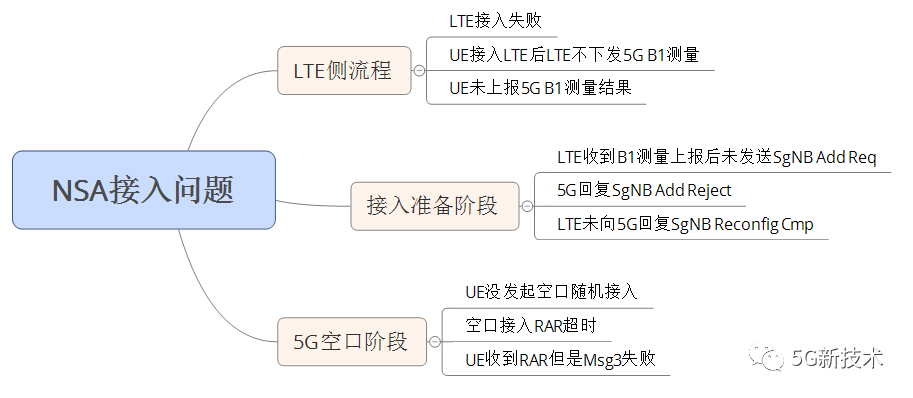 NSA接入问题
LTE侧流程
LTE接入失败
UE接入LTE后LTE不下发5G B1测量
UE未上报5G B1测量结果
接入准备阶段
LTE收到B1测量上报后未发送SgNB Add Req
5G回复SgNB Add Reject
LTE未向5G回复SgNB Reconfig Cmp
5G空口阶段
UE没发起空口随机接入
空口接入RAR超时
UE收到RAR但是Msg3失败
5G新技术